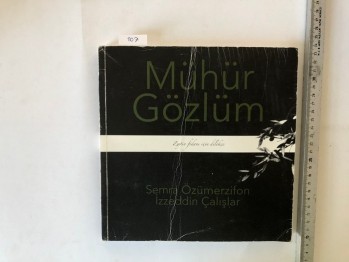 Mühür
Gözlüm
Semra Özümerzifon
İzzeddin Çalışlar